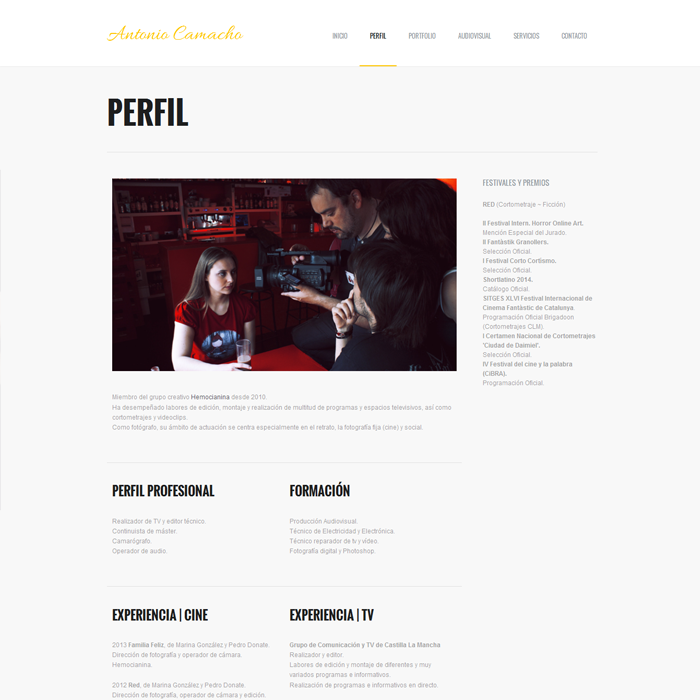 Antonio Camacho
INICIO PERFIL PORTFOLIO AUDIOVISUAL SERVICIOS CONTACTO
PERFIL
Miembro del grupo creativo Hemocianina desde 2010.
Ha desempeñado labores de edición, montaje y realización de multitud de programas y espacios televisivos, así como
cortometrajes y videoclips.
Como fotógrafo, su ámbito de actuación se centra especialmente en el retrato, la fotografía fija (cine) y social.
FESTIVALES Y PREMIOS
RED (Cortometraje – Ficción)
II Festival Intern. Horror Online Art.
Mención Especial del Jurado.
II Fantàstik Granollers.
Selección Oficial.
I Festival Corto Cortismo.
Selección Oficial.
Shortlatino 2014.
Catálogo Oficial.
SITGES XLVI Festival Internacional de
Cinema Fantàstic de Catalunya.
Programación Oficial Brigadoon
(Cortometrajes CLM).
I Certamen Nacional de Cortometrajes
'Ciudad de Daimiel'.
Selección Oficial.
IV Festival del cine y la palabra
(CiBRA).
Programación Oficial.
PERFIL PROFESIONAL
Realizador de TV y editor técnico.
Continuista de máster.
Camarógrafo.
Operador de audio.
FORMACIÓN
Producción Audiovisual.
Técnico de Electricidad y Electrónica.
Técnico reparador de tv y vídeo.
Fotografía digital y Photoshop.
EXPERIENCIA | CINE
2013 Familia Feliz, de Marina González y Pedro Donate.
Dirección de fotografía y operador de cámara.
Hemocianina.
2012 Red, de Marina González y Pedro Donate.
Dirección de fotografía, operador de cámara y edición.
EXPERIENCIA | TV
Grupo de Comunicación y TV de Castilla La Mancha
Realizador y editor.
Labores de edición y montaje de diferentes y muy
variados programas e informativos.
Realización de programas e informativos en directo.